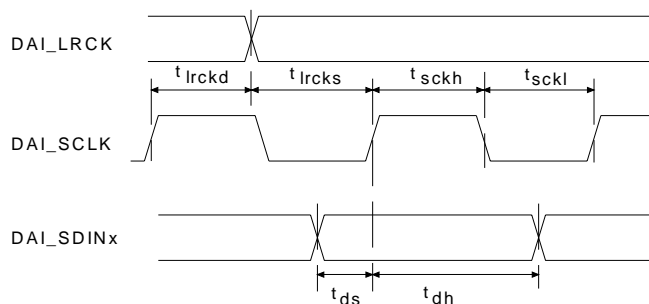 DAI_LRCK
t lrckd t lrcks t sckh t sckl
DAI_SCLK
DAI_SDINx
t ds t dh